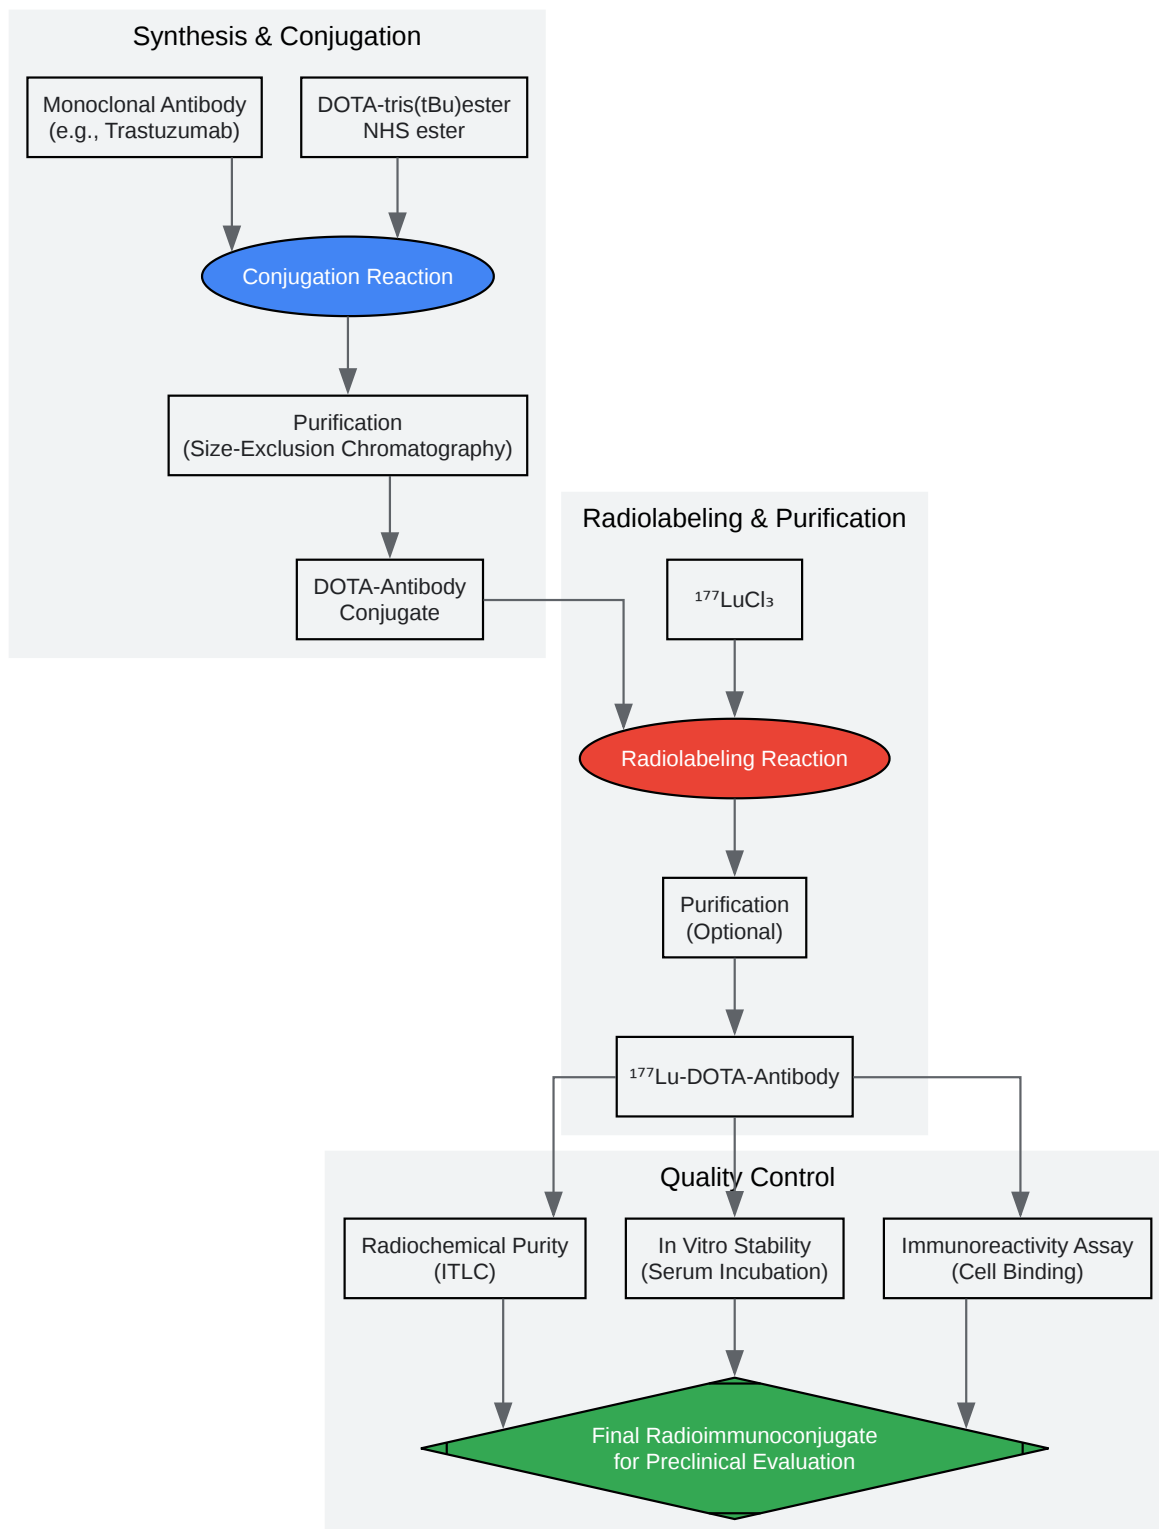 Synthesis & Conjugation
Monoclonal Antibody
(e.g., Trastuzumab)
DOTA-tris(tBu)ester
NHS ester
Conjugation Reaction
Purification
(Size-Exclusion Chromatography)
DOTA-Antibody
Conjugate
Radiolabeling & Purification
¹⁷⁷LuCl₃
Radiolabeling Reaction
Purification
(Optional)
¹⁷⁷Lu-DOTA-Antibody
Quality Control
Radiochemical Purity
(ITLC)
In Vitro Stability
(Serum Incubation)
Immunoreactivity Assay
(Cell Binding)
Final Radioimmunoconjugate
for Preclinical Evaluation